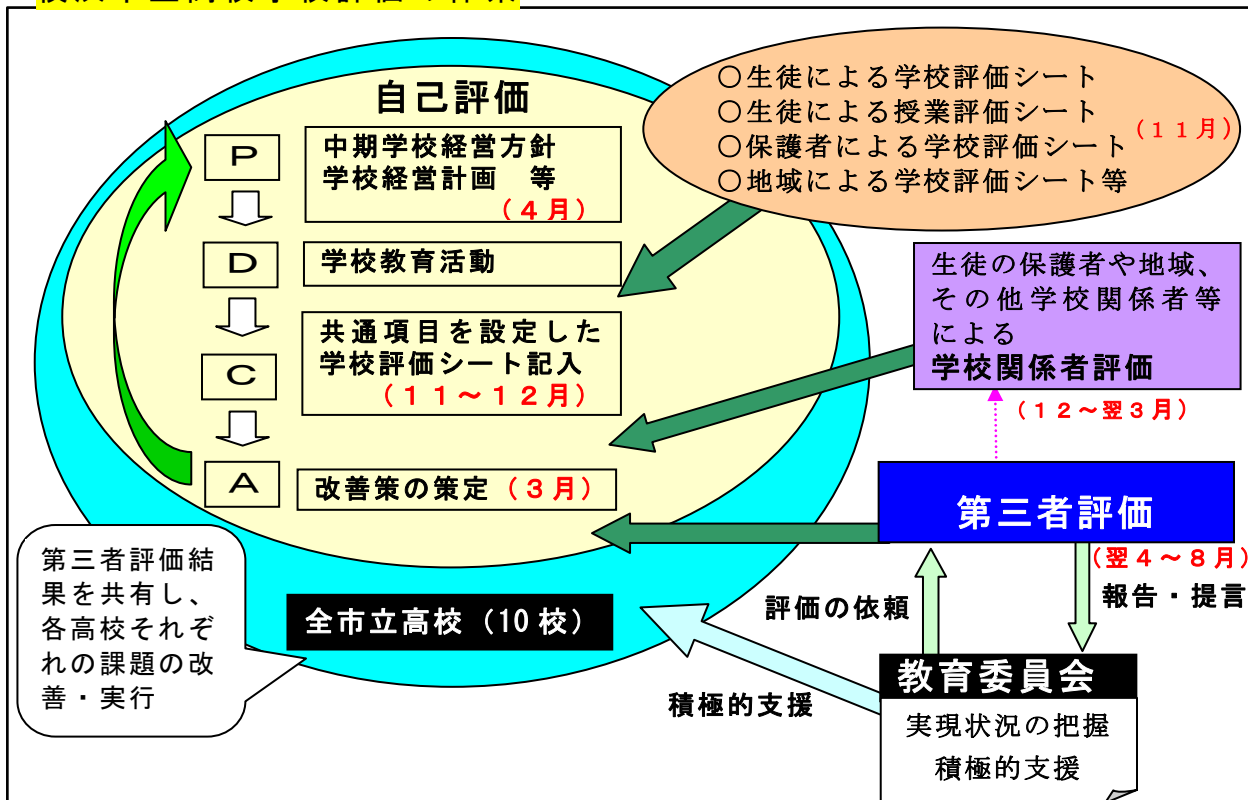 自己評価
P
中期学校経営方針
学校経営計画　等
（４月）
D
学校教育活動
C
共通項目を設定した
学校評価シート記入
（１１～１２月）
A
改善策の策定（３月）
○生徒による学校評価シート
○生徒による授業評価シート
○保護者による学校評価シート
○地域による学校評価シート等
（１１月）
生徒の保護者や地域、
その他学校関係者等
による
学校関係者評価
（１２～翌３月）
第三者評価
（翌４～８月）
評価の依頼
報告・提言
教育委員会
実現状況の把握
積極的支援
積極的支援
全市立高校（10校）
第三者評価結
果を共有し、
各高校それぞ
れの課題の改
善・実行